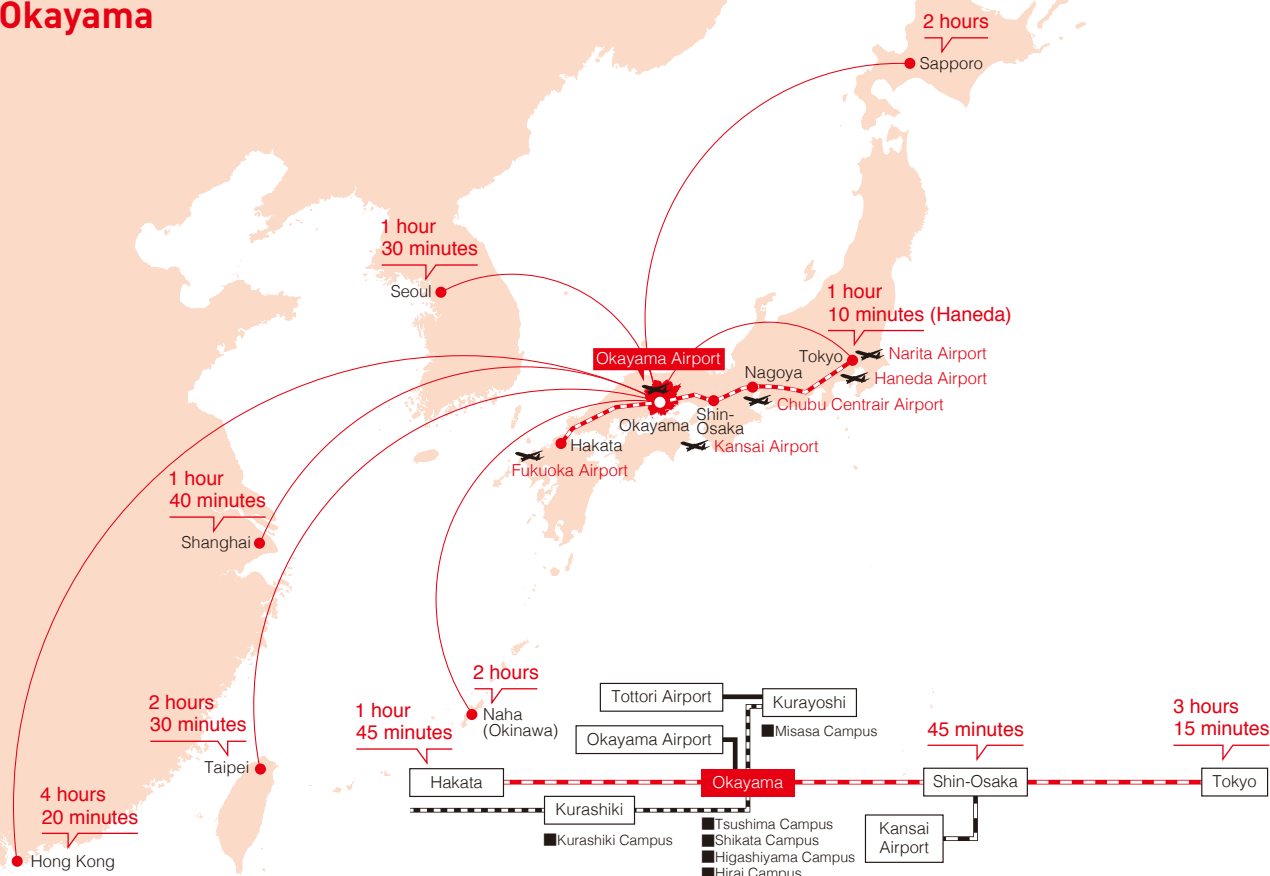 Okayama
2 hours
Sapporo
1 hour
30 minutes
Seoul
1 hour
10 minutes (Haneda)
Okayama Airport
Tokyo
Narita Airport
Nagoya
Haneda Airport
Chubu Centrair Airport
Okayama
Shin-
Osaka
Hakata
Kansai Airport
Fukuoka Airport
1 hour
40 minutes
Shanghai
2 hours
Naha
(Okinawa)
2 hours
30 minutes
Taipei
4 hours
20 minutes
Hong Kong
1 hour
45 minutes
Hakata
Tottori Airport
Kurayoshi
■Misasa Campus
Okayama Airport
Okayama
45 minutes
Shin-Osaka
3 hours
15 minutes
Tokyo
Kurashiki
■Kurashiki Campus
■Tsushima Campus
■Shikata Campus
■Higashiyama Campus
■Hirai Campus
Kansai
Airport